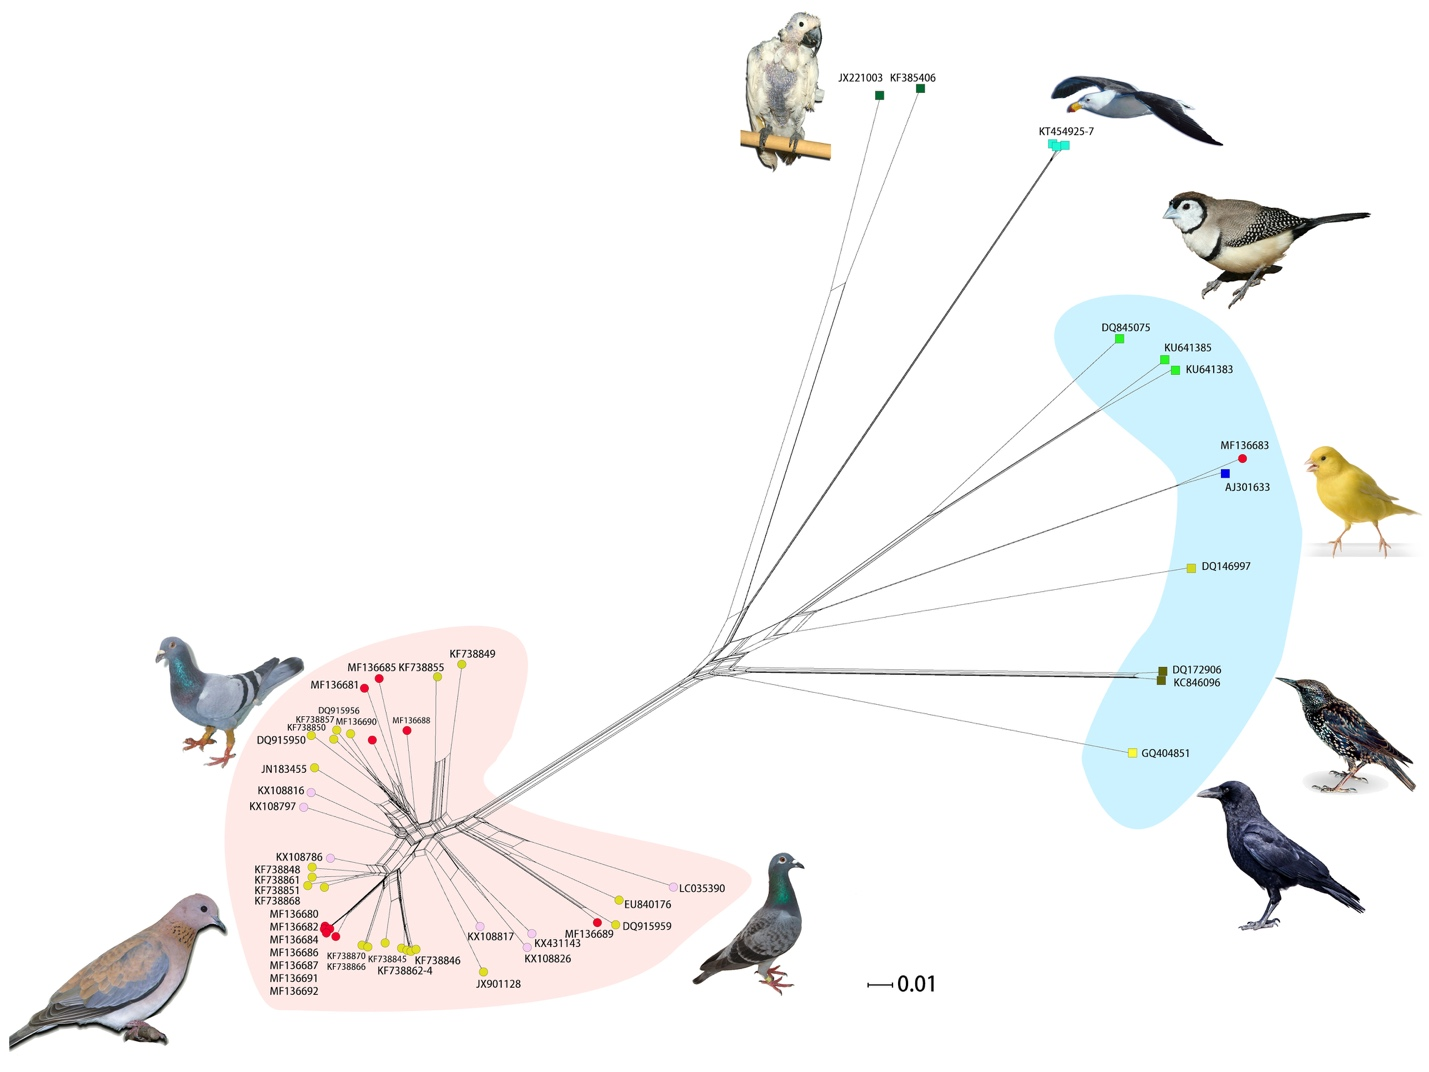 JX221003 KF385406
KT454925-7
DQ845075
KU641385
KU641383
MF136683
AJ301633
DQ146997
DQ172906
KC846096
GQ404851
KF738849
MF136685 KF738855
MF136681
DQ915956
KF738857 MF136690 MF136688
KF738850
DQ915950
JN183455
KX108816
KX108797
KX108786
KF738848
KF738861
KF738851
KF738868
MF136680
MF136682
MF136684
MF136686
MF136687
MF136691
MF136692
KF738870 KF738845 KF738846
KF738866
KF738862-4
JX901128
KX108817
KX431143
KX108826
MF136689
DQ915959
EU840176
LC035390
0.01